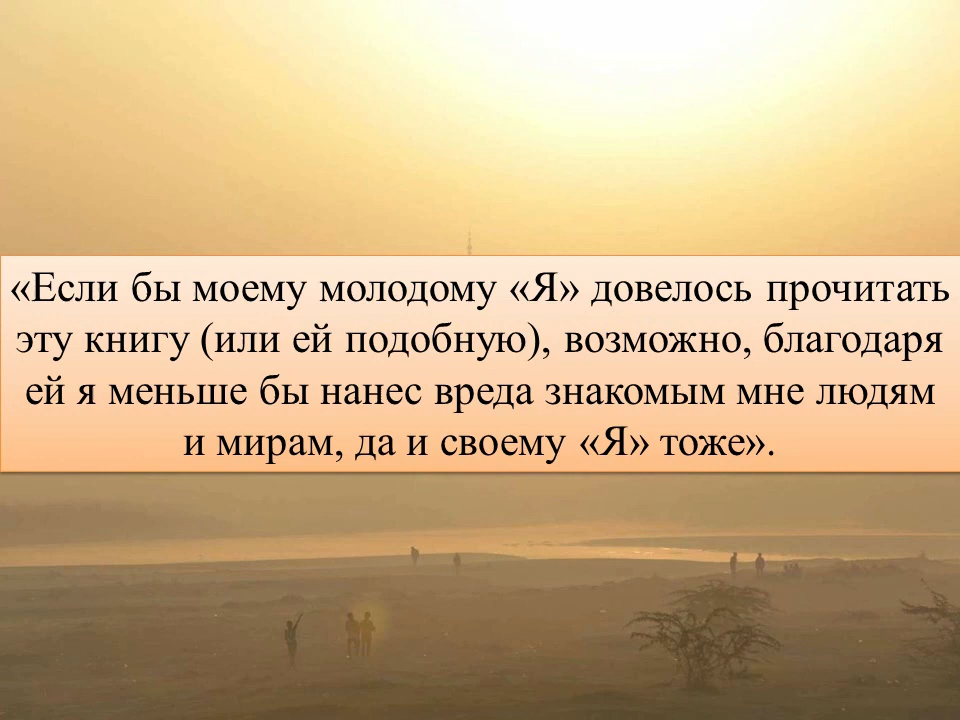 «Если бы моему молодому «Я» довелось прочитать
эту книгу (или ей подобную), возможно, благодаря
ей я меньше бы нанес вреда знакомым мне людям
и мирам, да и своему «Я» тоже».